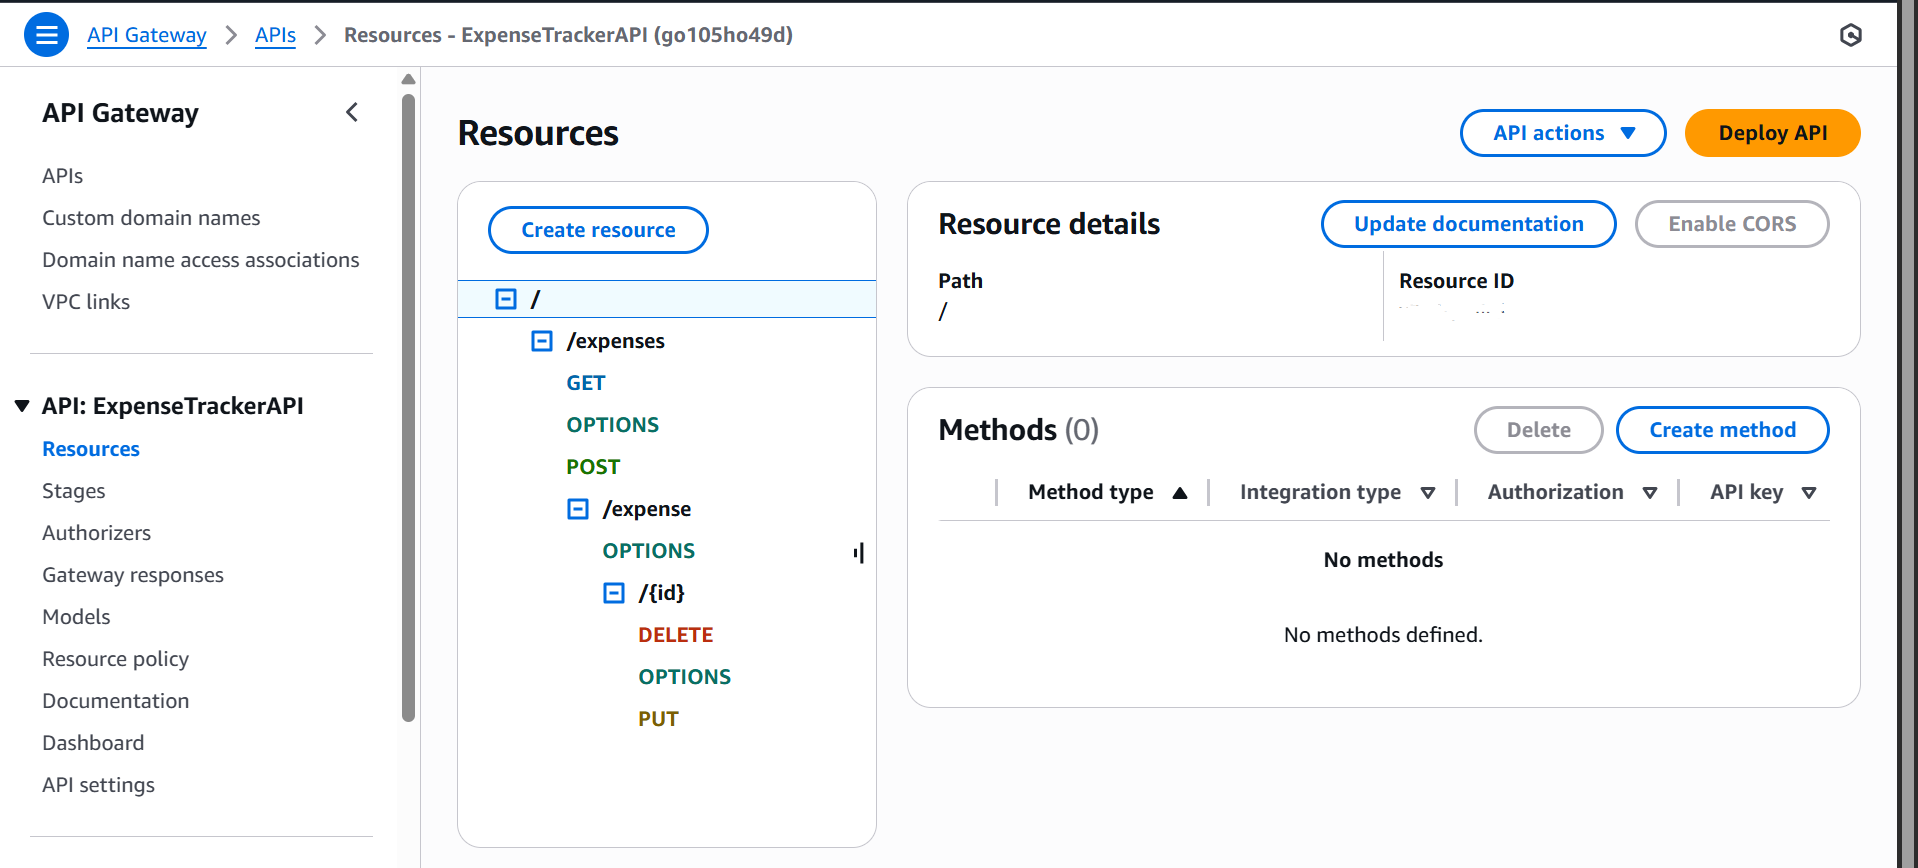 API Gateway > APIs > Resources - ExpenseTrackerAPI (go105ho49d)
API Gateway
APIs
Custom domain names
Domain name access associations
VPC links
API: ExpenseTrackerAPI
Resources
Stages
Authorizers
Gateway responses
Models
Resource policy
Documentation
Dashboard
API settings
Resources
API actions
Deploy API
Create resource
/
/expenses
GET
OPTIONS
POST
/expense
OPTIONS
/{id}
DELETE
OPTIONS
PUT
Resource details
Update documentation
Enable CORS
Path
/
Resource ID
Methods (0)
Delete
Create method
Method type
Integration type
Authorization
API key
No methods
No methods defined.